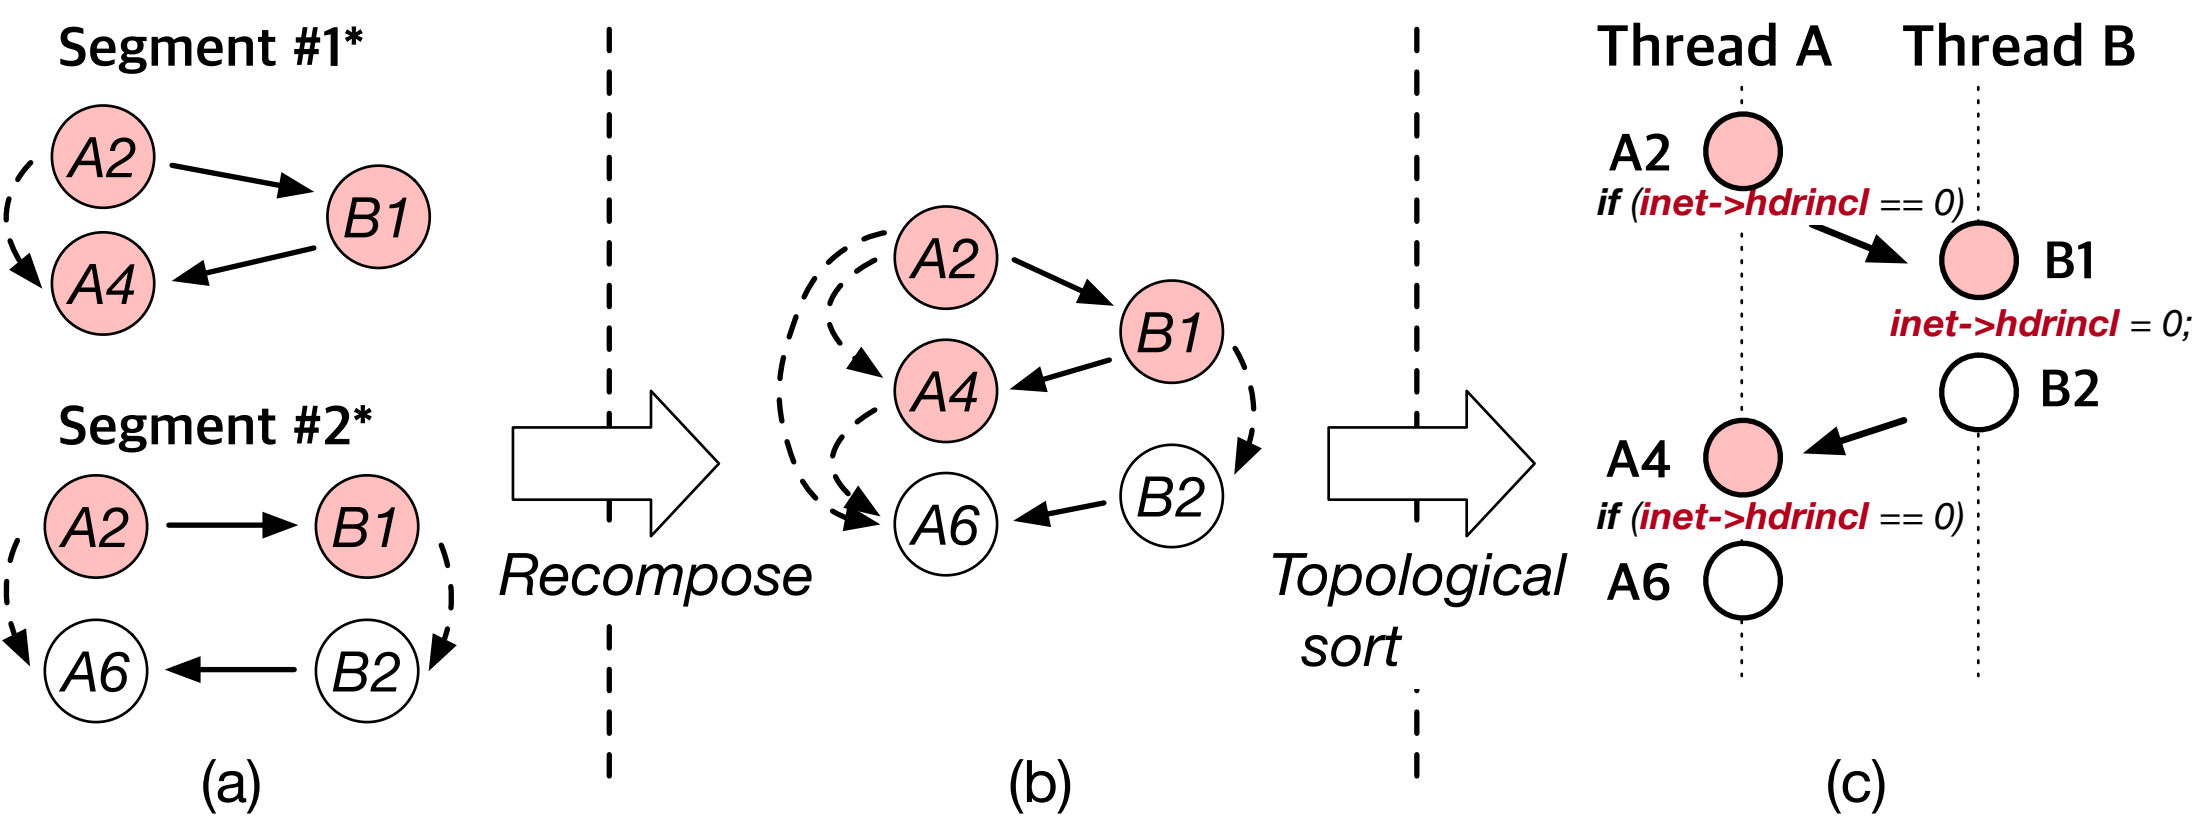 Segment #1*
A2
B1
A4
Segment #2*
A2 B1
A6 B2
(a)
Recompose
A2
B1
A4
B2
A6
(b)
Topological
sort
Thread A Thread B
A2
if (inet->hdrincl == 0)
B1
inet->hdrincl = 0;
B2
A4
if (inet->hdrincl == 0)
A6
(c)